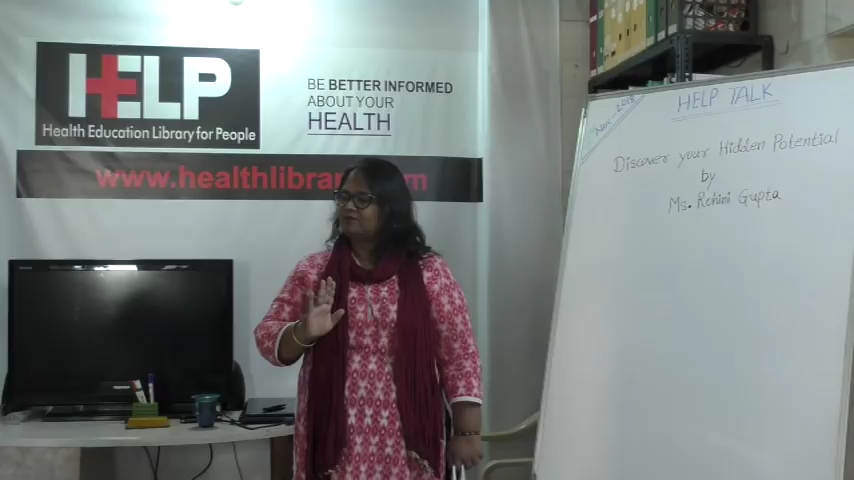 HELP
Health Education Library for People
BE BETTER INFORMED
ABOUT YOUR
HEALTH
HELP TALK
Discover your Hidden Potential
by
Ms. Rohini Gupta